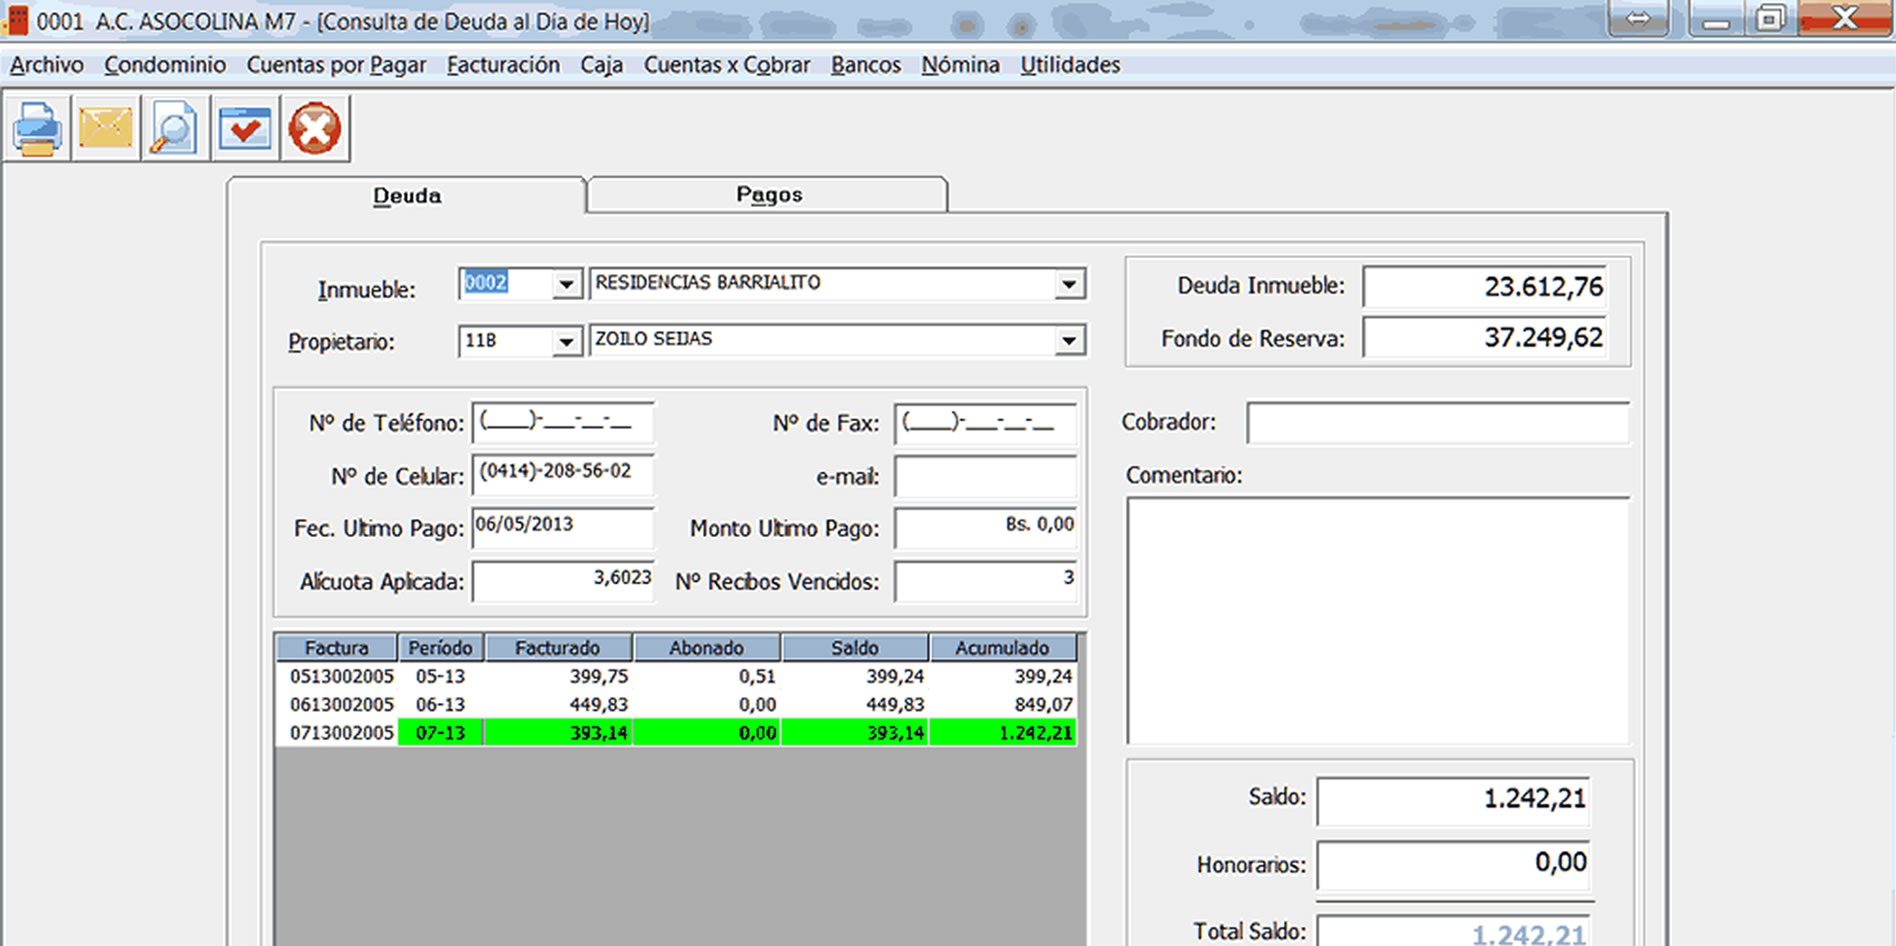 0001 A.C. ASOCOLINA M7 - [Consulta de Deuda al Día de Hoy]
Archivo Condominio Cuentas por Pagar Facturación Caja Cuentas x Cobrar Bancos Nómina Utilidades
Deuda Pagos
Inmueble: 0002 RESIDENCIAS BARRIALITO
Propietario: 11B ZOILO SEIJAS
Deuda Inmueble: 23.612,76
Fondo de Reserva: 37.249,62
Nº de Teléfono: (____)-___-__-__ Nº de Fax: (____)-___-__-__
Nº de Celular: (0414)-208-56-02 e-mail:
Fec. Ultimo Pago: 06/05/2013 Monto Ultimo Pago: Bs. 0,00
Alícuota Aplicada: 3,6023 Nº Recibos Vencidos: 3
Cobrador:
Comentario:
Factura Período Facturado Abonado Saldo Acumulado
0513002005 05-13 399,75 0,51 399,24 399,24
0613002005 06-13 449,83 0,00 449,83 849,07
0713002005 07-13 393,14 0,00 393,14 1.242,21
Saldo: 1.242,21
Honorarios: 0,00
Total Saldo: 1.242,21